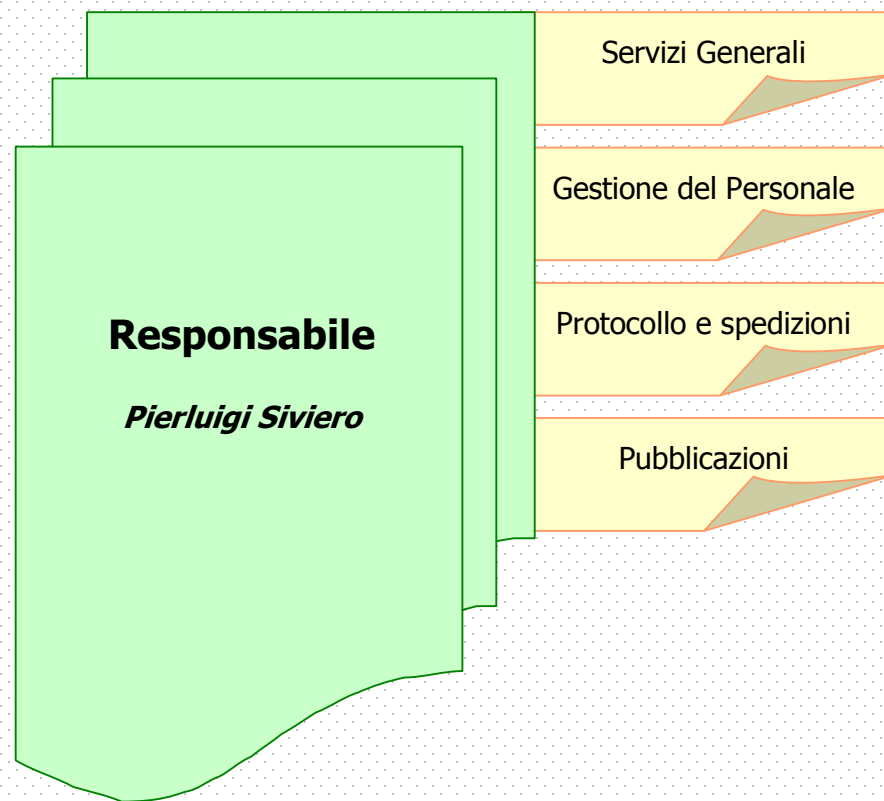 Servizi Generali
Gestione del Personale
Protocollo e spedizioni
Pubblicazioni
Responsabile
Pierluigi Siviero